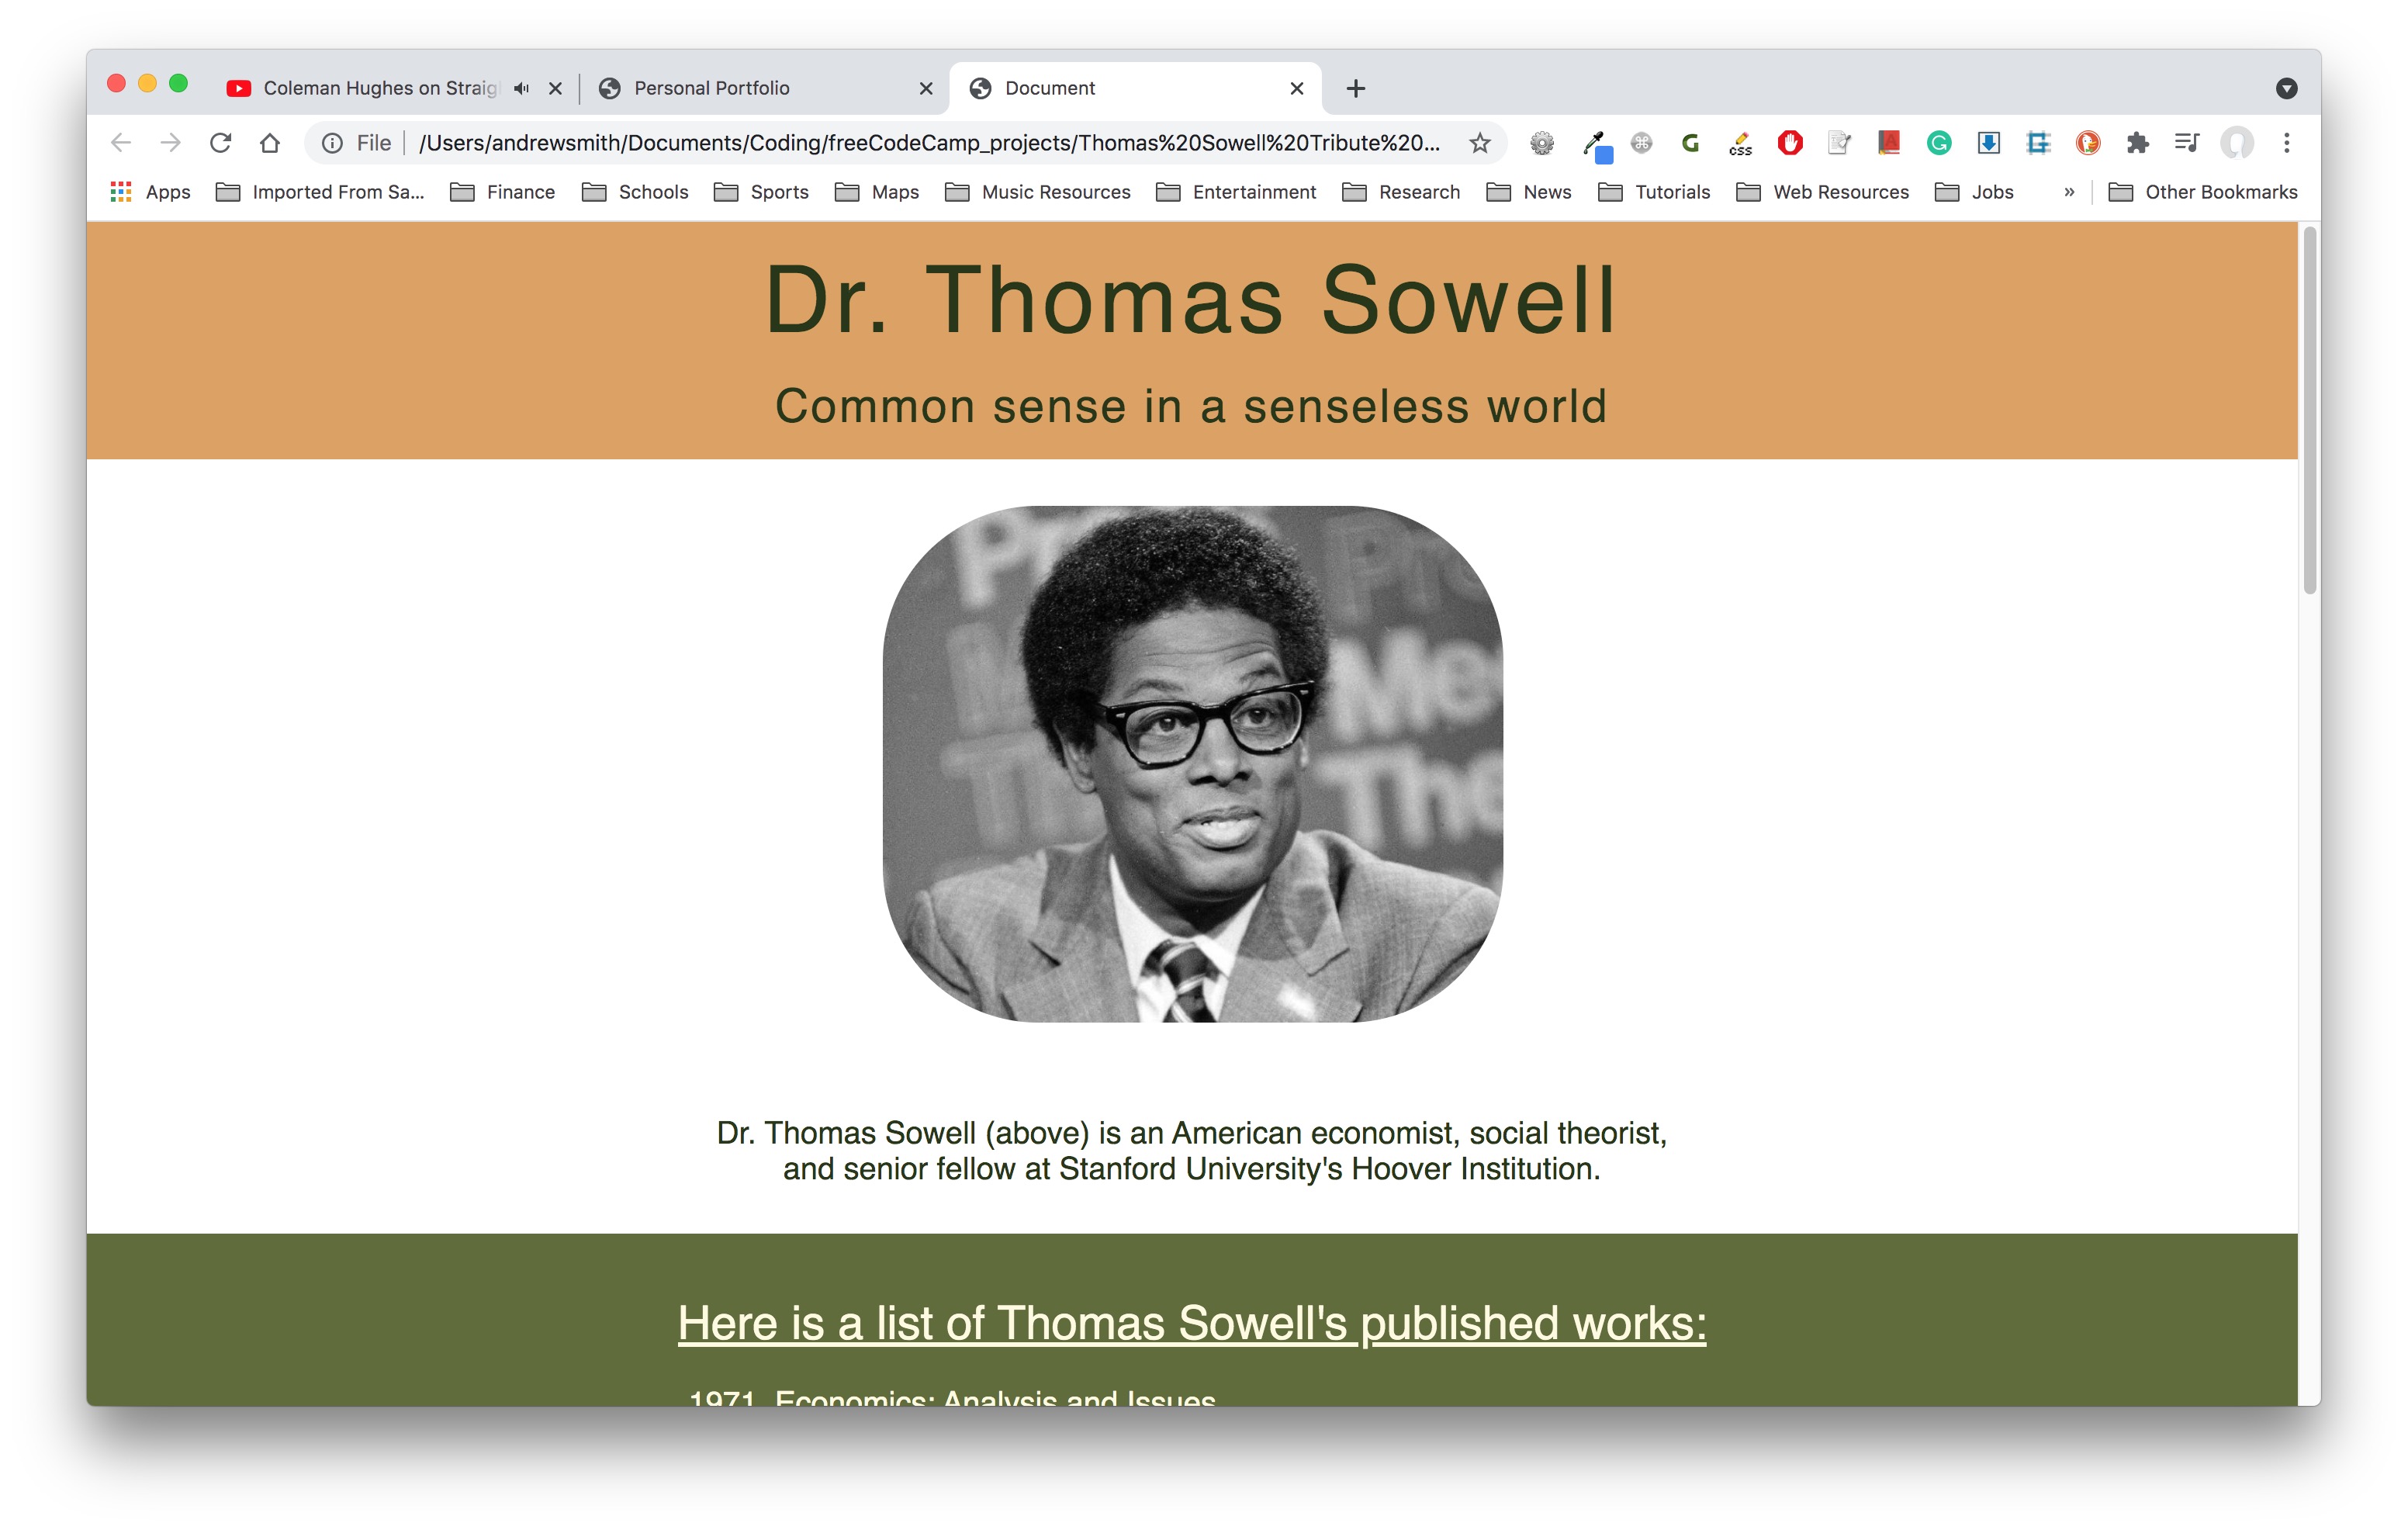 Coleman Hughes on Straig
Personal Portfolio
Document
File
/Users/andrewsmith/Documents/Coding/freeCodeCamp_projects/Thomas%20Sowell%20Tribute%20...
css
Apps
Imported From Sa...
Finance
Schools
Sports
Maps
Music Resources
Entertainment
Research
News
Tutorials
Web Resources
Jobs
»
Other Bookmarks
Dr. Thomas Sowell
Common sense in a senseless world
Dr. Thomas Sowell (above) is an American economist, social theorist,
and senior fellow at Stanford University's Hoover Institution.
Here is a list of Thomas Sowell's published works:
1971. Economics: Analysis and Issues